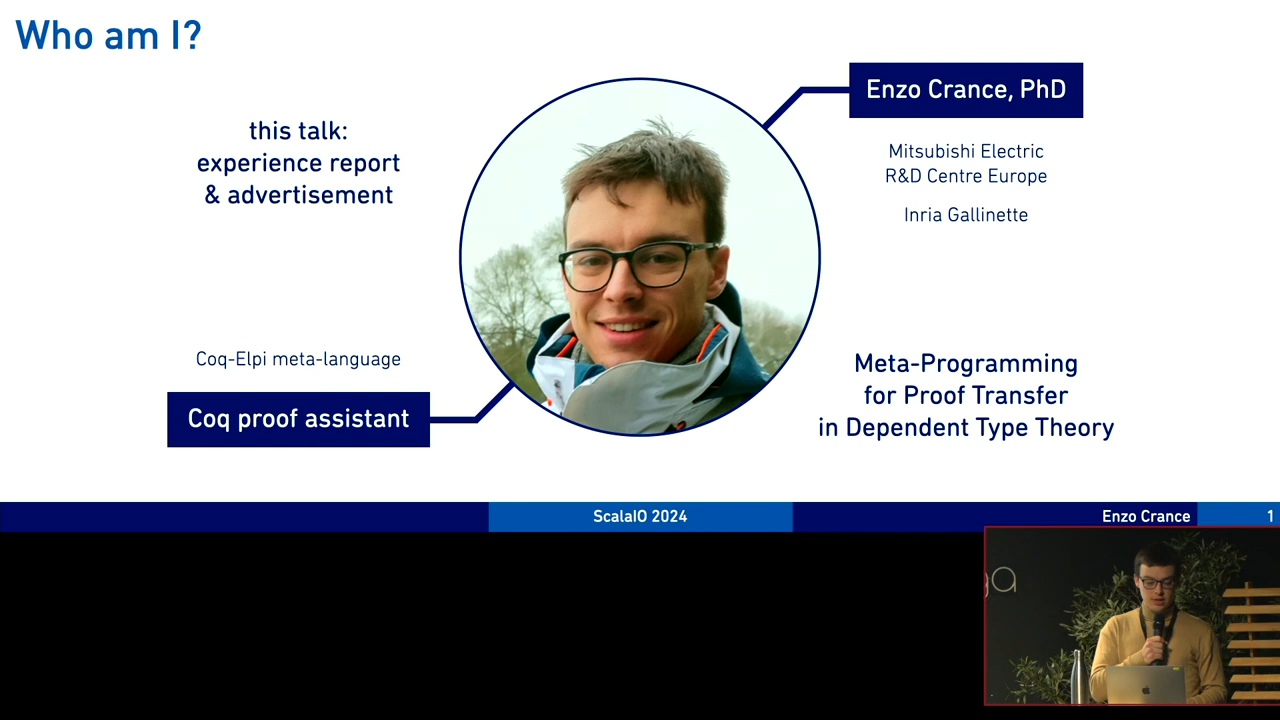 Who am I?
this talk:
experience report
& advertisement
Enzo Crance, PhD
Mitsubishi Electric
R&D Centre Europe
Inria Gallinette
Coq-Elpi meta-language
Coq proof assistant
Meta-Programming
for Proof Transfer
in Dependent Type Theory
ScalaIO 2024
Enzo Crance
1